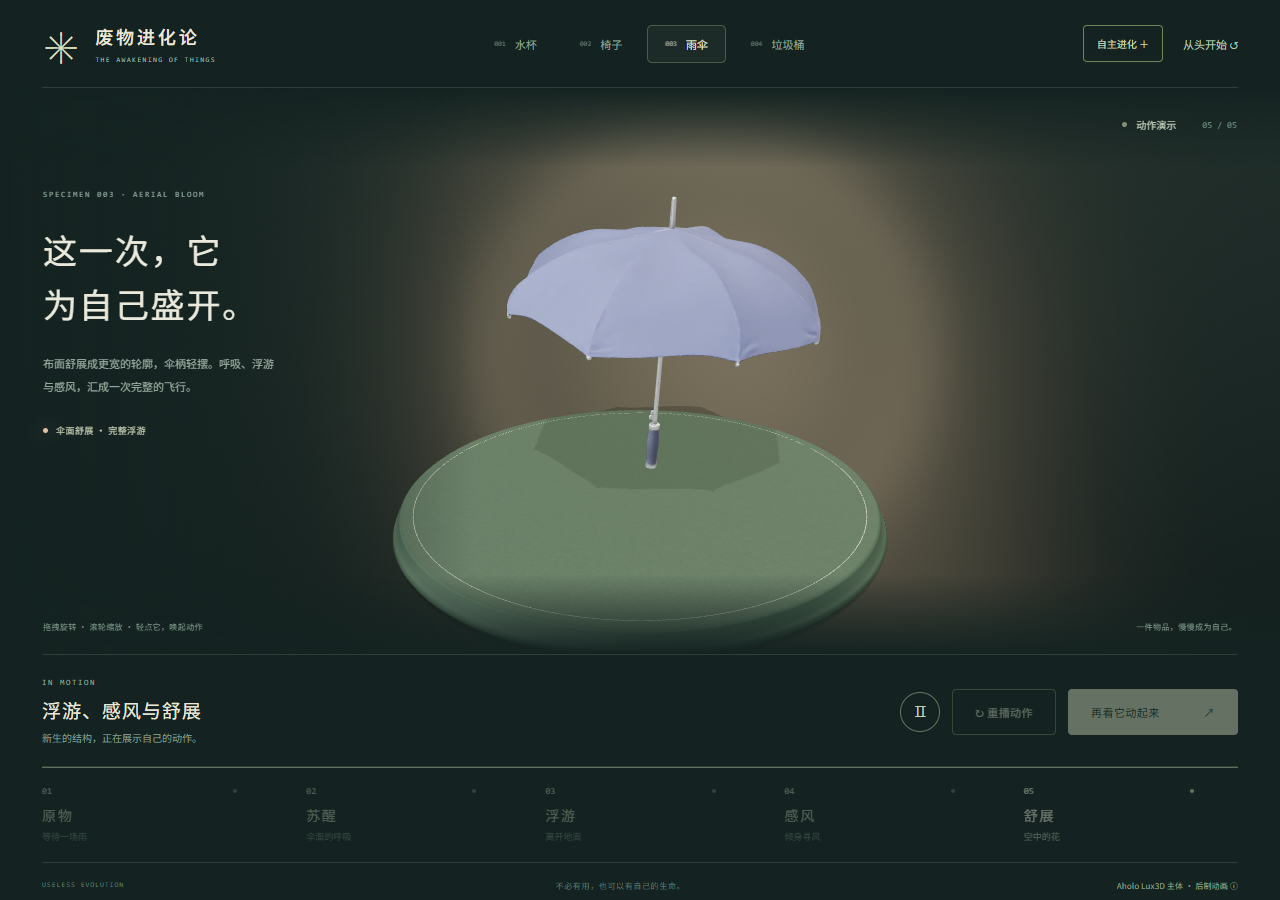 废物进化论
THE AWAKENING OF THINGS
001 水杯
002 椅子
003 雨伞
004 垃圾桶
自主进化 +
从头开始 ↺
动作演示 05 / 05
SPECIMEN 003 · AERIAL BLOOM
这一次，它
为自己盛开。
布面舒展成更宽的轮廓，伞柄轻摆。呼吸、浮游
与感风，汇成一次完整的飞行。
伞面舒展 · 完整浮游
拖拽旋转 · 滚轮缩放 · 轻点它，唤起动作
一件物品，慢慢成为自己。
IN MOTION
浮游、感风与舒展
新生的结构，正在展示自己的动作。
↻ 重播动作
再看它动起来 ↗
01
原物
等待一场雨
02
苏醒
伞面的呼吸
03
浮游
离开地面
04
感风
倾身寻风
05
舒展
空中的花
USELESS EVOLUTION
不必有用，也可以有自己的生命。
Aholo Lux3D 主体 · 后制动画 ⓘ